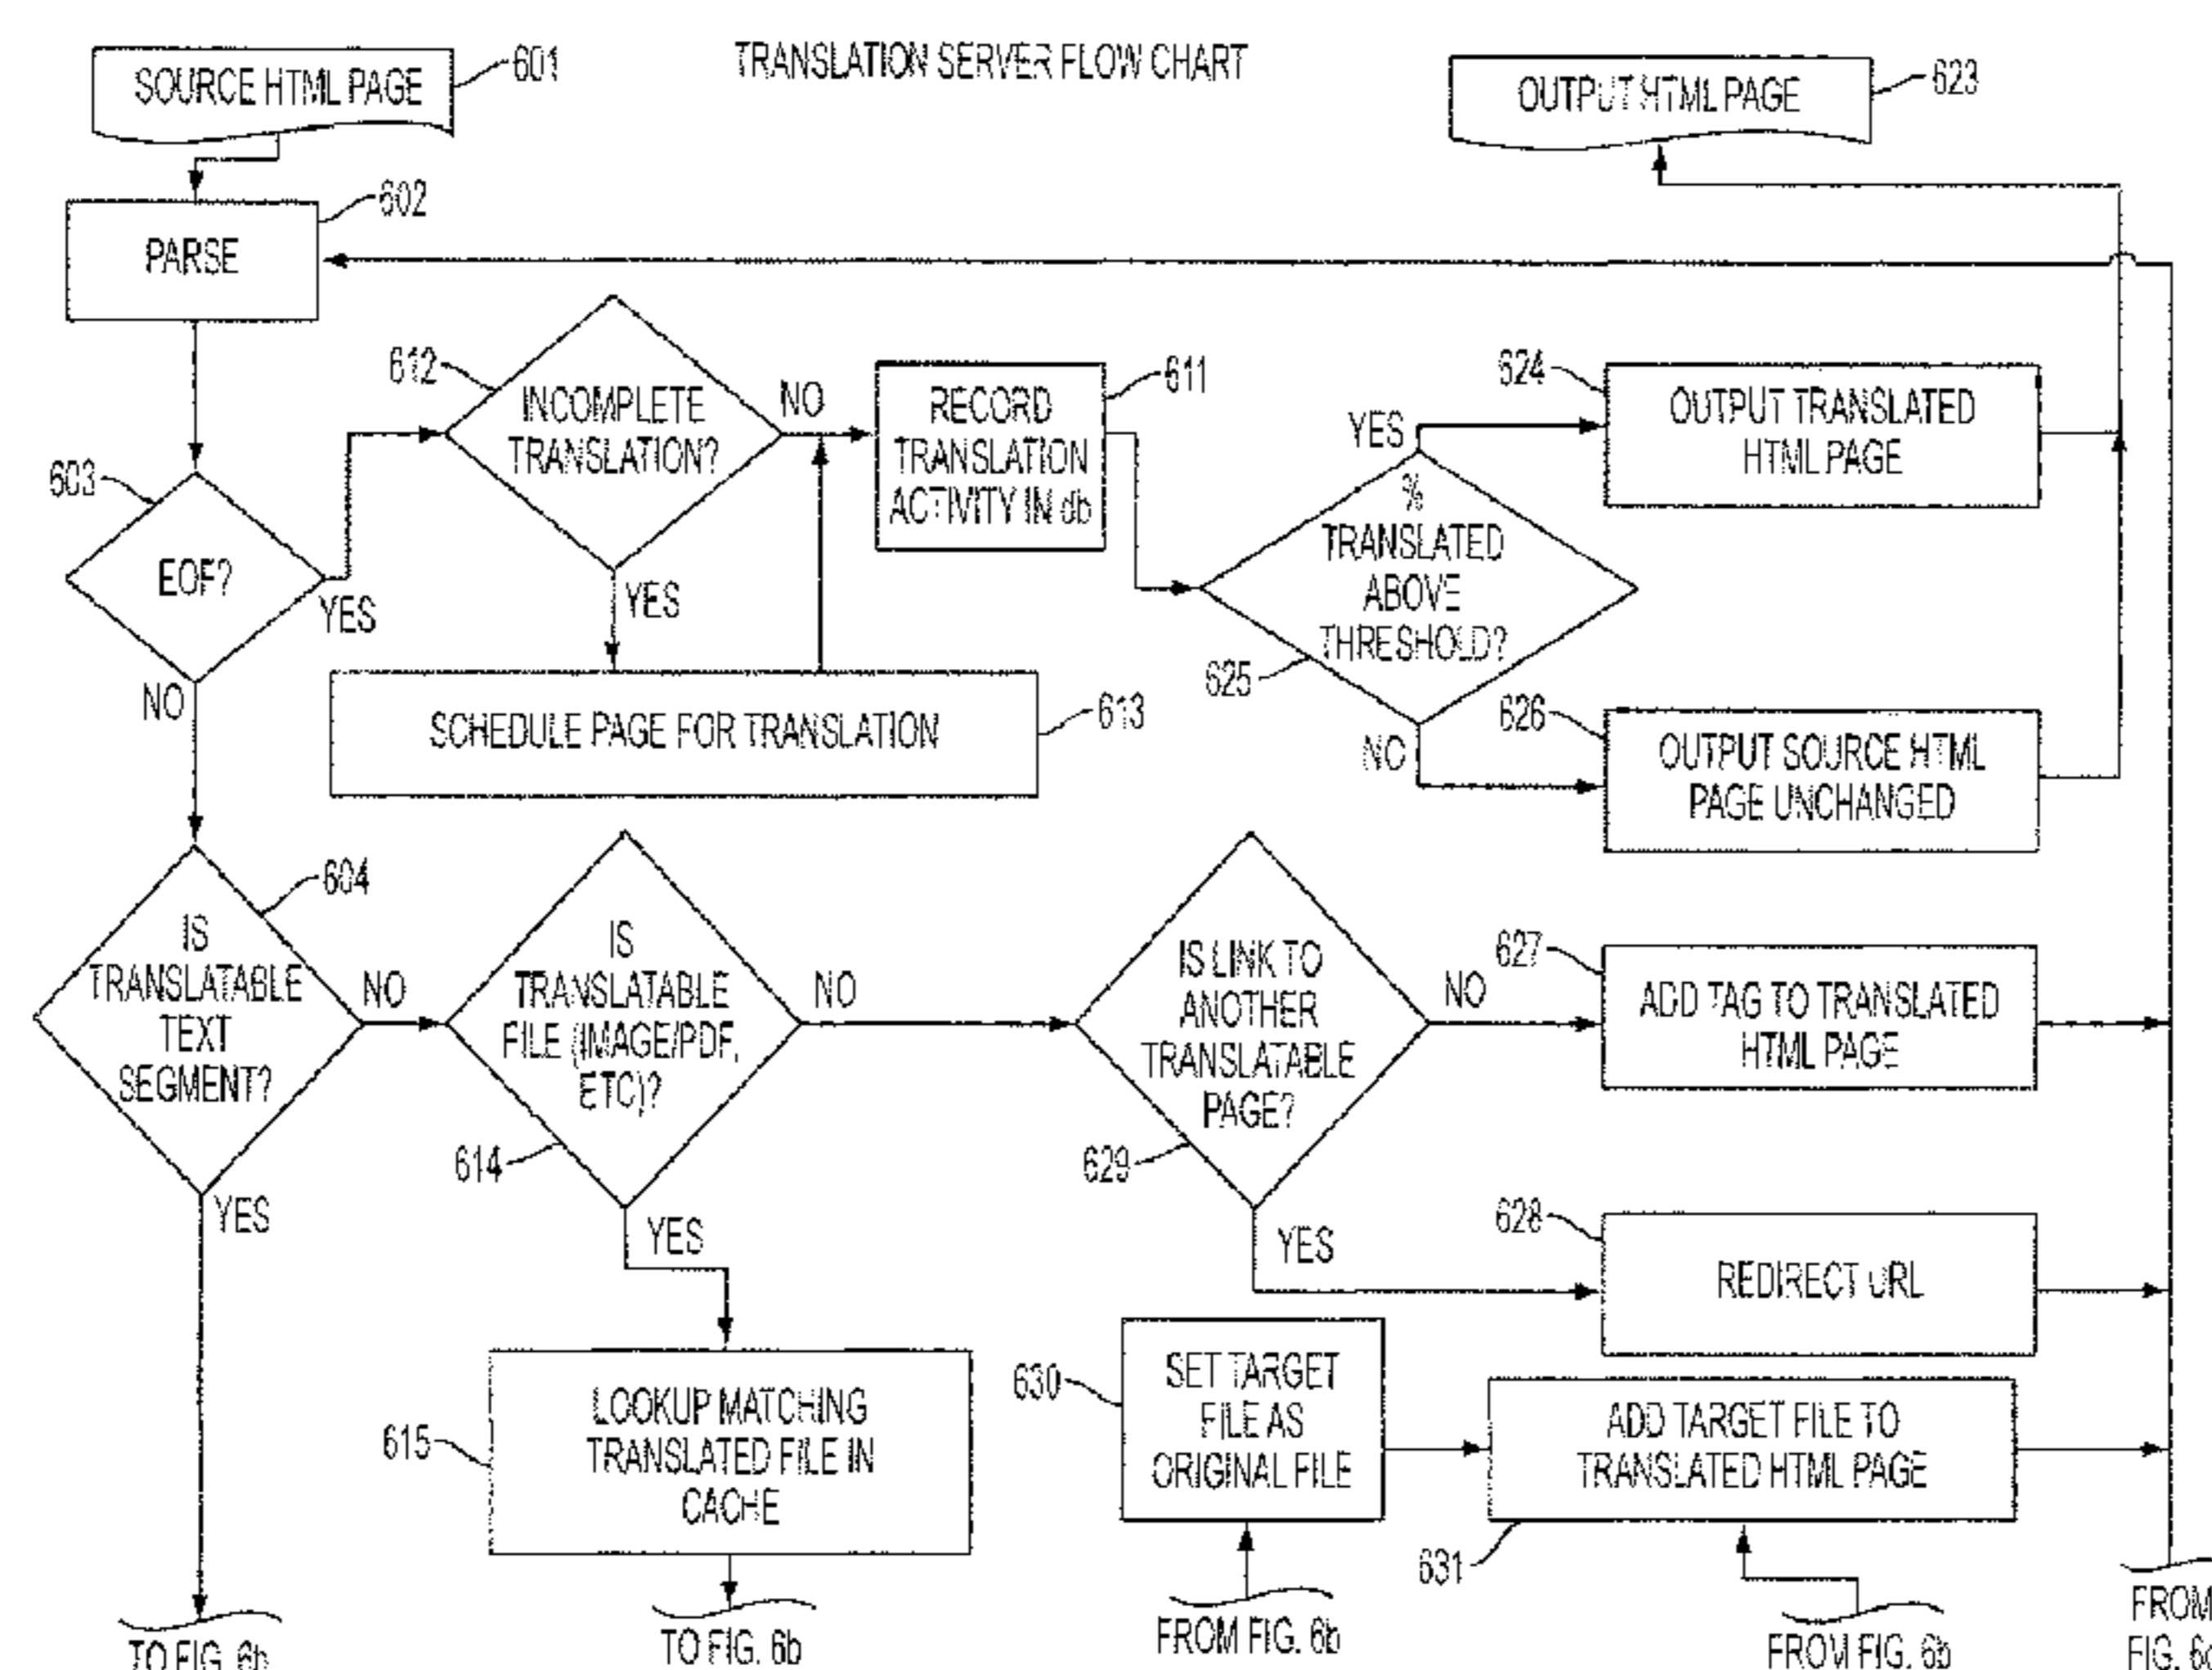 TRANSLATION SERVER FLOW CHART
SOURCE HTML PAGE
601
OUTPUT HTML PAGE
623
PARSE
602
603
EOF?
YES
NO
612
INCOMPLETE
TRANSLATION?
NO
YES
RECORD
TRANSLATION
ACTIVITY IN db
611
SCHEDULE PAGE FOR TRANSLATION
613
%
TRANSLATED
ABOVE
THRESHOLD?
625
YES
NO
624
OUTPUT TRANSLATED
HTML PAGE
626
OUTPUT SOURCE HTML
PAGE UNCHANGED
604
IS
TRANSLATABLE
TEXT
SEGMENT?
NO
YES
IS
TRANSLATABLE
FILE (IMAGE/PDF,
ETC)?
614
NO
YES
IS LINK TO
ANOTHER
TRANSLATABLE
PAGE?
629
NO
YES
627
ADD TAG TO TRANSLATED
HTML PAGE
628
REDIRECT URL
615
LOOKUP MATCHING
TRANSLATED FILE IN
CACHE
630
SET TARGET
FILE AS
ORIGINAL FILE
ADD TARGET FILE TO
TRANSLATED HTML PAGE
631
TO FIG. 6b
TO FIG. 6b
FROM FIG. 6b
FROM FIG. 6b
FROM
FIG.